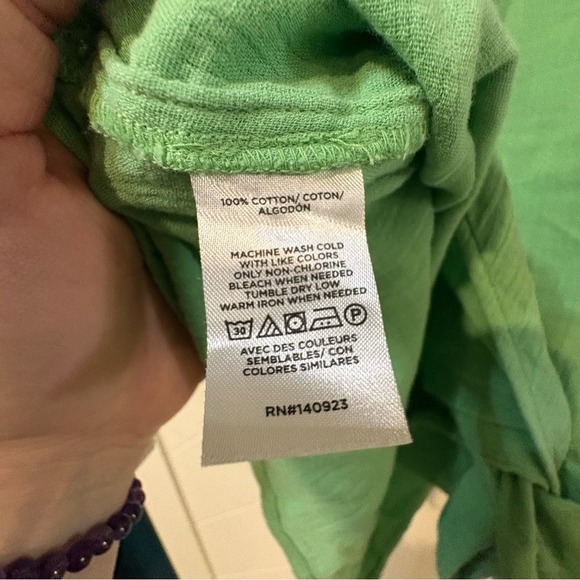 100% COTTON/ COTON/
ALGODÓN
MACHINE WASH COLD
WITH LIKE COLORS
ONLY NON-CHLORINE
BLEACH WHEN NEEDED
TUMBLE DRY LOW
WARM IRON WHEN NEEDED
30 P
AVEC DES COULEURS
SEMBLABLES/ CON
COLORES SIMILARES
RN#140923